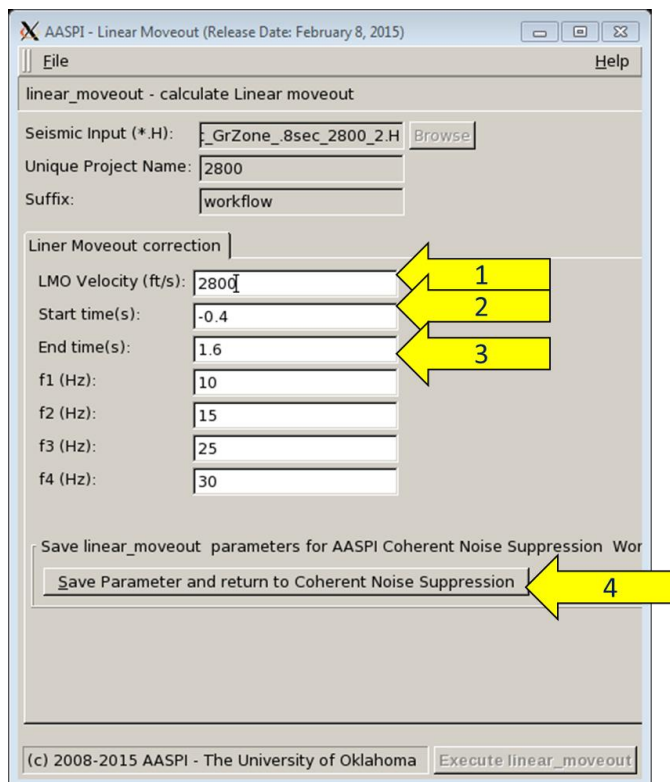 AASPI - Linear Moveout (Release Date: February 8, 2015)
File Help
linear_moveout - calculate Linear moveout
Seismic Input (*.H): _GrZone_.8sec_2800_2.H Browse
Unique Project Name: 2800
Suffix: workflow
Liner Moveout correction
LMO Velocity (ft/s): 2800 1
Start time(s): -0.4 2
End time(s): 1.6 3
f1 (Hz): 10
f2 (Hz): 15
f3 (Hz): 25
f4 (Hz): 30
Save linear_moveout parameters for AASPI Coherent Noise Suppression Wor
Save Parameter and return to Coherent Noise Suppression 4
(c) 2008-2015 AASPI - The University of Oklahoma Execute linear_moveout